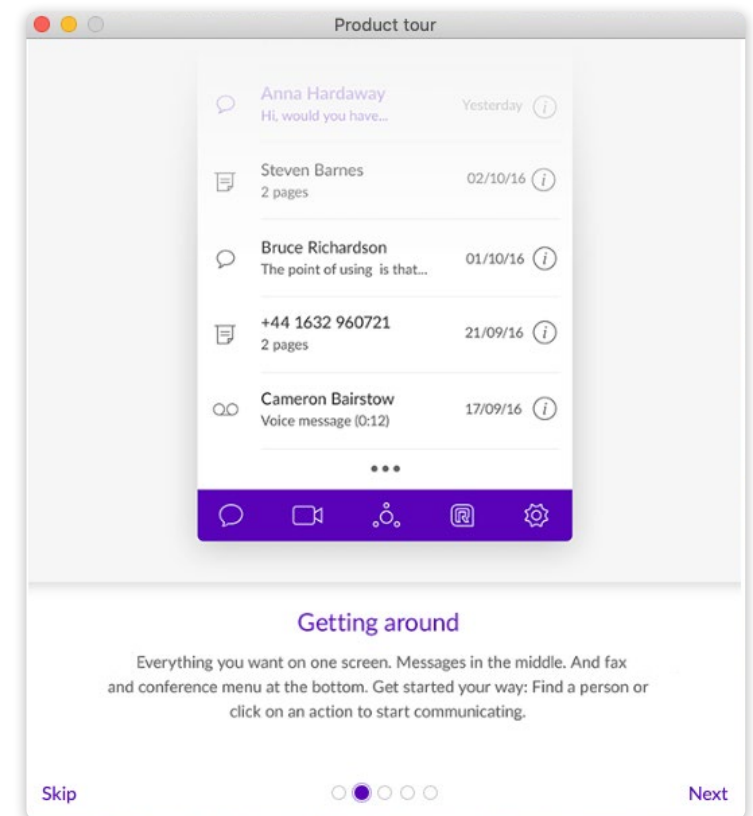 Product tour
Anna Hardaway
Yesterday
Hi, would you have...
Steven Barnes
02/10/16
2 pages
Bruce Richardson
01/10/16
The point of using  is that...
+44 1632 960721
21/09/16
2 pages
Cameron Bairstow
17/09/16
Voice message (0:12)
Getting around
Everything you want on one screen. Messages in the middle. And fax
and conference menu at the bottom. Get started your way: Find a person or
click on an action to start communicating.
Skip
Next